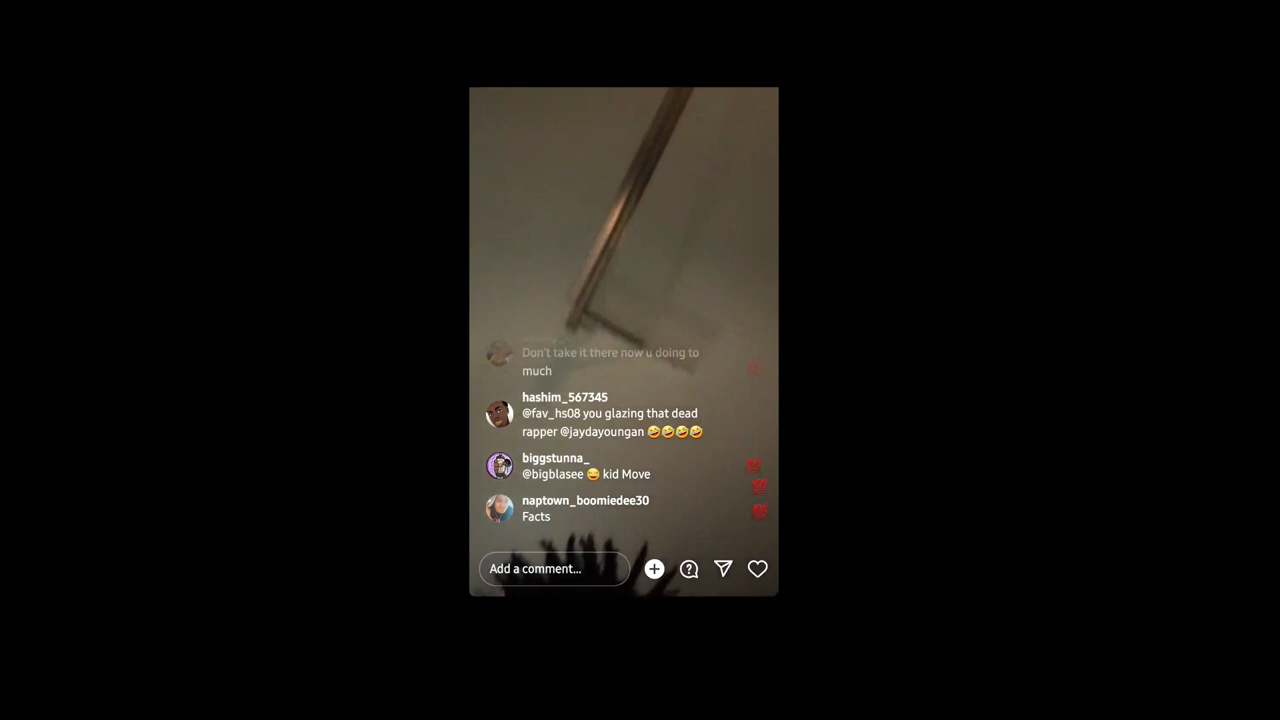 Don't take it there now u doing to
much
hashim_567345
@fav_hs08 you glazing that dead
rapper @jaydayoungan 🤣🤣🤣🤣
biggstunna_
@bigblasee 😂 kid Move
naptown_boomiedee30
Facts
Add a comment...